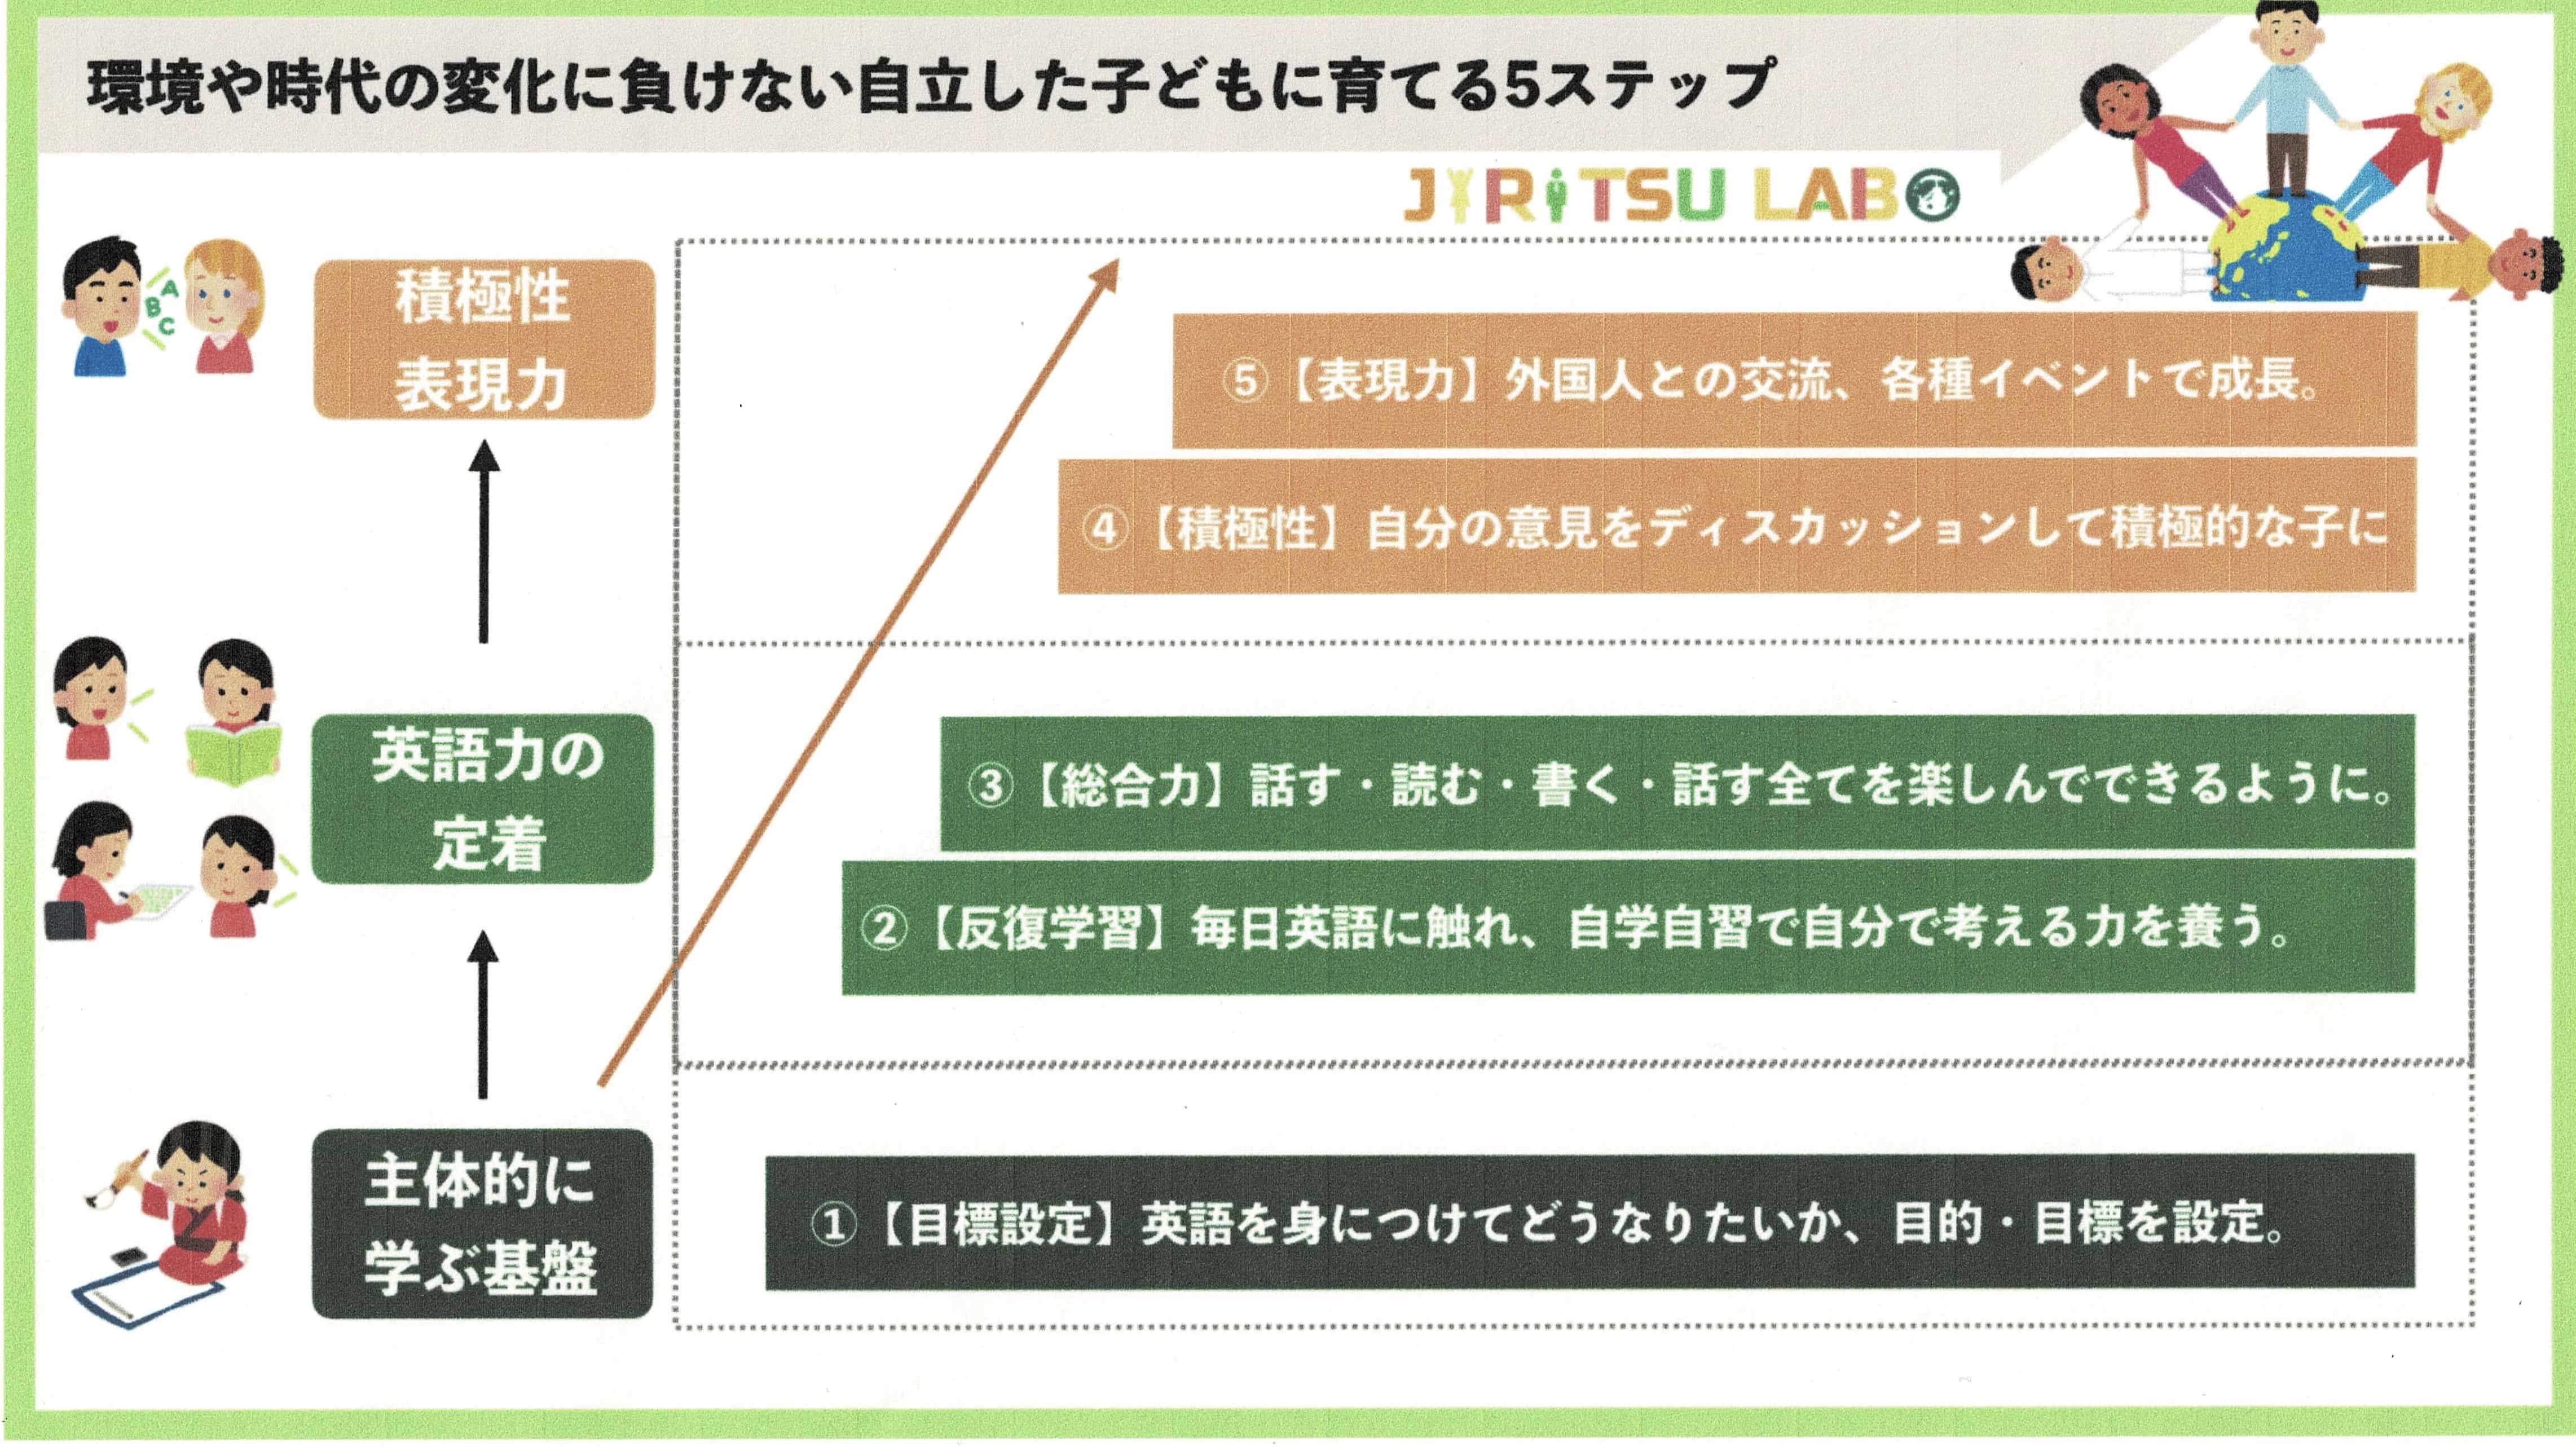 環境や時代の変化に負けない自立した子どもに育てる5ステップ
JIRITSU LABO
A
B
C
積極性
表現力
⑤【表現力】外国人との交流、各種イベントで成長。
④【積極性】自分の意見をディスカッションして積極的な子に
英語力の
定着
③【総合力】話す・読む・書く・話す全てを楽しんでできるように。
②【反復学習】毎日英語に触れ、自学自習で自分で考える力を養う。
主体的に
学ぶ基盤
①【目標設定】英語を身につけてどうなりたいか、目的・目標を設定。